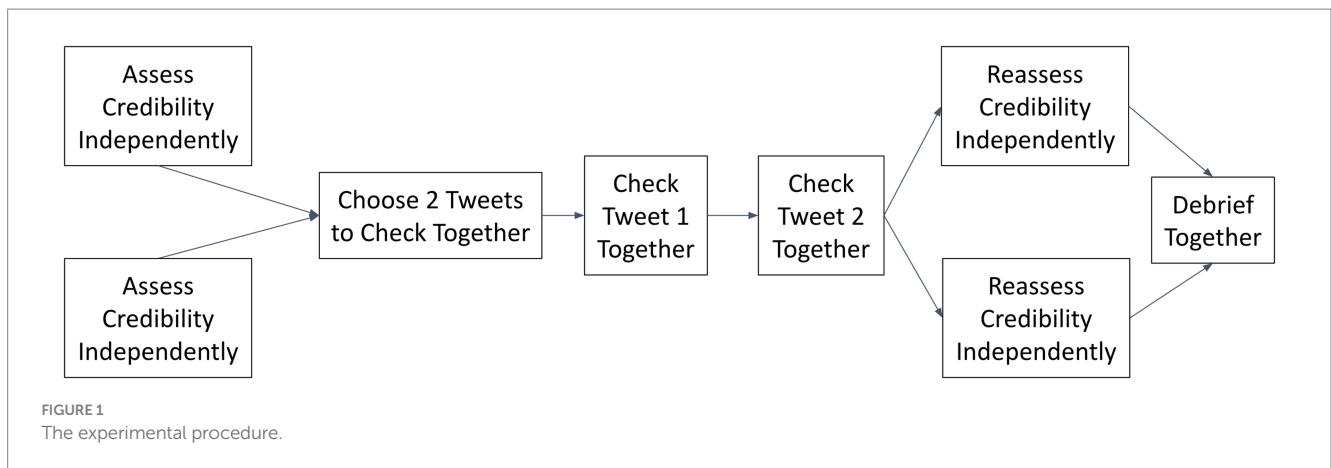 Assess
Credibility
Independently
Assess
Credibility
Independently
Choose 2 Tweets
to Check Together
Check
Tweet 1
Together
Check
Tweet 2
Together
Reassess
Credibility
Independently
Reassess
Credibility
Independently
Debrief
Together
FIGURE 1
The experimental procedure.